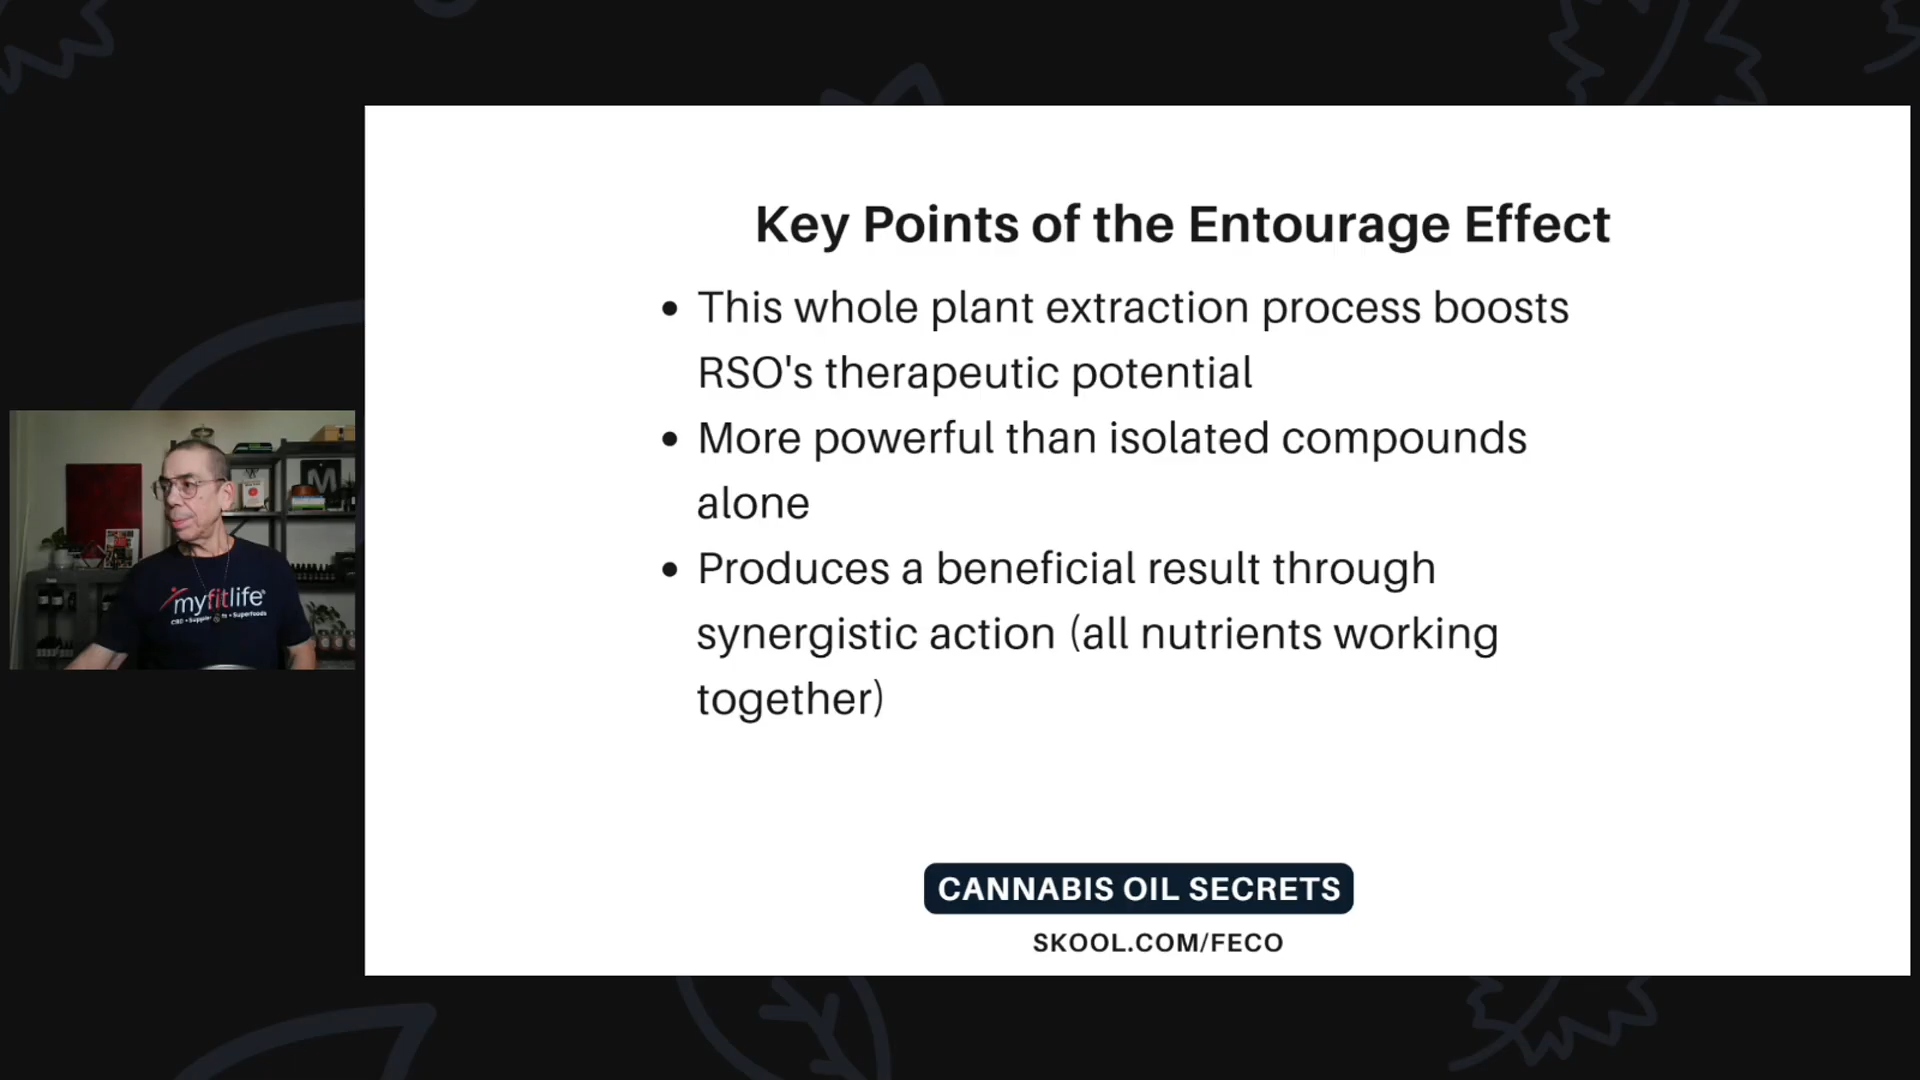 Key Points of the Entourage Effect
• This whole plant extraction process boosts
RSO's therapeutic potential
• More powerful than isolated compounds
alone
• Produces a beneficial result through
synergistic action (all nutrients working
together)
CANNABIS OIL SECRETS
SKOOL.COM/FECO
M
myfitlife